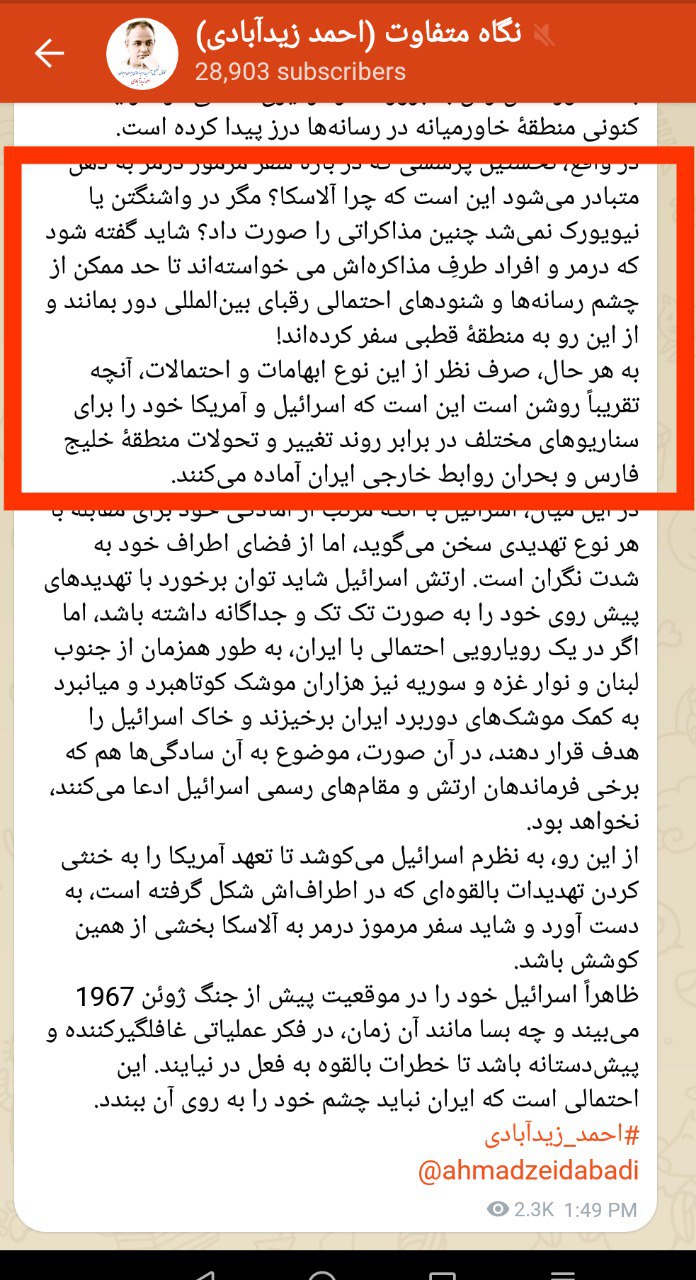 نگاه متفاوت (احمد زیدآبادی)
28,903 subscribers
کنونی منطقهٔ خاورمیانه در رسانه‌ها درز پیدا کرده است.
در واقع، نخستین پرسشی که در باره سفر مرموز درمر به ذهن
متبادر می‌شود این است که چرا آلاسکا؟ مگر در واشنگتن یا
نیویورک نمی‌شد چنین مذاکراتی را صورت داد؟ شاید گفته شود
که درمر و افراد طرفِ مذاکره‌اش می خواسته‌اند تا حد ممکن از
چشم رسانه‌ها و شنودهای احتمالی رقبای بین‌المللی دور بمانند و
از این رو به منطقهٔ قطبی سفر کرده‌اند!
به هر حال، صرف نظر از این نوع ابهامات و احتمالات، آنچه
تقریباً روشن است این است که اسرائیل و آمریکا خود را برای
سناریوهای مختلف در برابر روند تغییر و تحولات منطقهٔ خلیج
فارس و بحران روابط خارجی ایران آماده می‌کنند.
در این میان، اسرائیل با آنکه مرتب از آمادگی خود برای مقابله با
هر نوع تهدیدی سخن می‌گوید، اما از فضای اطراف خود به
شدت نگران است. ارتش اسرائیل شاید توان برخورد با تهدیدهای
پیش روی خود را به صورت تک تک و جداگانه داشته باشد، اما
اگر در یک رویارویی احتمالی با ایران، به طور همزمان از جنوب
لبنان و نوار غزه و سوریه نیز هزاران موشک کوتاهبرد و میانبرد
به کمک موشک‌های دوربرد ایران برخیزند و خاک اسرائیل را
هدف قرار دهند، در آن صورت، موضوع به آن سادگی‌ها هم که
برخی فرماندهان ارتش و مقام‌های رسمی اسرائیل ادعا می‌کنند،
نخواهد بود.
از این رو، به نظرم اسرائیل می‌کوشد تا تعهد آمریکا را به خنثی
کردن تهدیدات بالقوه‌ای که در اطراف‌اش شکل گرفته است، به
دست آورد و شاید سفر مرموز درمر به آلاسکا بخشی از همین
کوشش باشد.
ظاهراً اسرائیل خود را در موقعیت پیش از جنگ ژوئن 1967
می‌بیند و چه بسا مانند آن زمان، در فکر عملیاتی غافلگیرکننده و
پیش‌دستانه باشد تا خطرات بالقوه به فعل در نیایند. این
احتمالی است که ایران نباید چشم خود را به روی آن ببندد.
#احمد_زیدآبادی
@ahmadzeidabadi
2.3K 1:49 PM